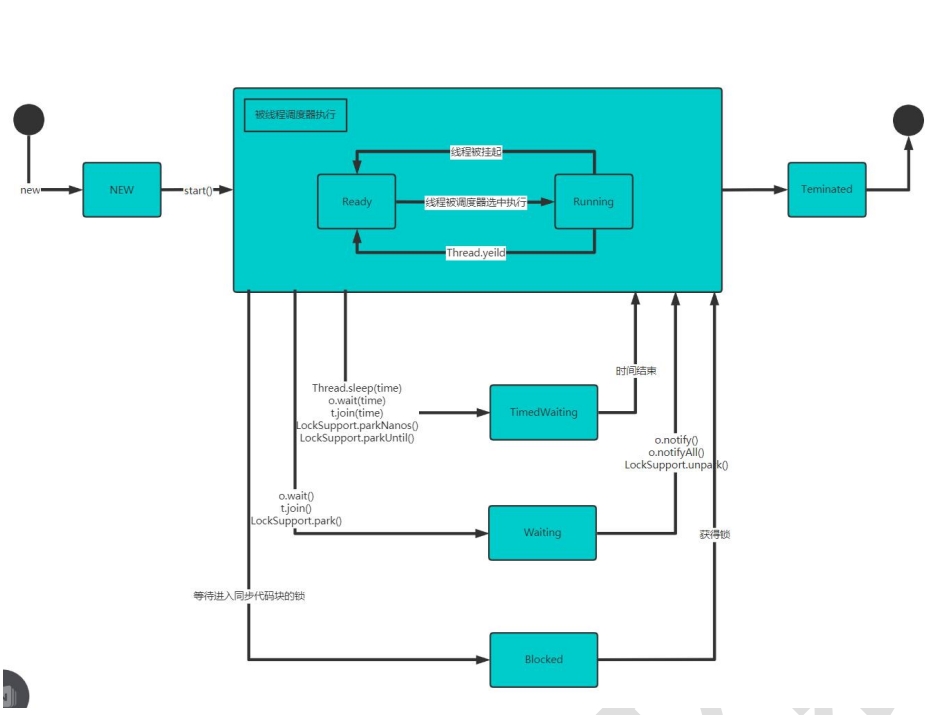 被线程调度器执行
线程被挂起
new
NEW
start()
Ready
线程被调度器选中执行
Running
Teminated
Thread.yeild
时间结束
Thread.sleep(time)
o.wait(time)
t.join(time)
LockSupport.parkNanos()
LockSupport.parkUntil()
TimedWaiting
o.notify()
o.notifyAll()
LockSupport.unpark()
o.wait()
t.join()
LockSupport.park()
Waiting
获得锁
等待进入同步代码块的锁
Blocked